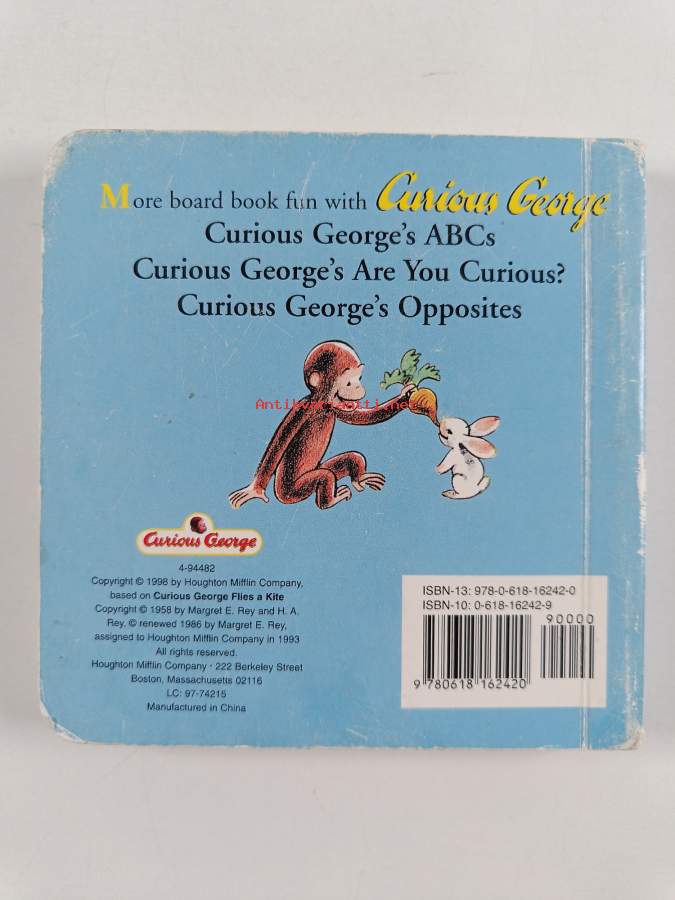 More board book fun with Curious George
Curious George's ABCs
Curious George's Are You Curious?
Curious George's Opposites
Antikvariaatti.net
Curious George
4-94482
Copyright © 1998 by Houghton Mifflin Company,
based on Curious George Flies a Kite
Copyright © 1958 by Margret E. Rey and H. A.
Rey, © renewed 1986 by Margret E. Rey,
assigned to Houghton Mifflin Company in 1993
All rights reserved.
Houghton Mifflin Company · 222 Berkeley Street
Boston, Massachusetts 02116
LC: 97-74215
Manufactured in China
ISBN-13: 978-0-618-16242-0
ISBN-10: 0-618-16242-9
90000
9 780618 162420